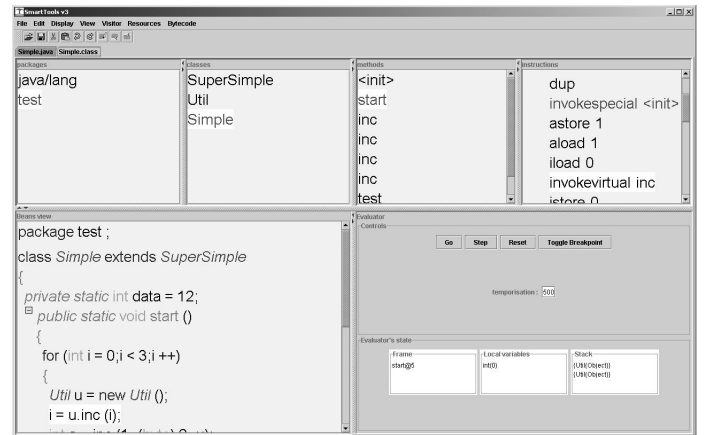 SmartTools v3
File Edit Display View Visitor Resources Bytecode
Simple.java Simple.class
packages
java/lang
test
classes
SuperSimple
Util
Simple
methods
<init>
start
inc
inc
inc
inc
test
instructions
dup
invokespecial <init>
astore 1
aload 1
iload 0
invokevirtual inc
istore 0
Beans view
package test ;
class Simple extends SuperSimple
{
private static int data = 12;
public static void start ()
{
for (int i = 0;i < 3;i ++)
{
Util u = new Util ();
i = u.inc (i);
Evaluator
Controls
Go Step Reset Toggle Breakpoint
temporisation : 500
Evaluator's state
Frame
start@5
Local variables
int(0)
Stack
(Util(Object))
(Util(Object))